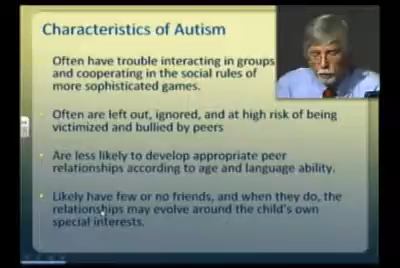 Characteristics of Autism
Often have trouble interacting in groups
and cooperating in the social rules of
more sophisticated games.
Often are left out, ignored, and at high risk of being
victimized and bullied by peers
Are less likely to develop appropriate peer
relationships according to age and language ability.
Likely have few or no friends, and when they do, the
relationships may evolve around the child's own
special interests.